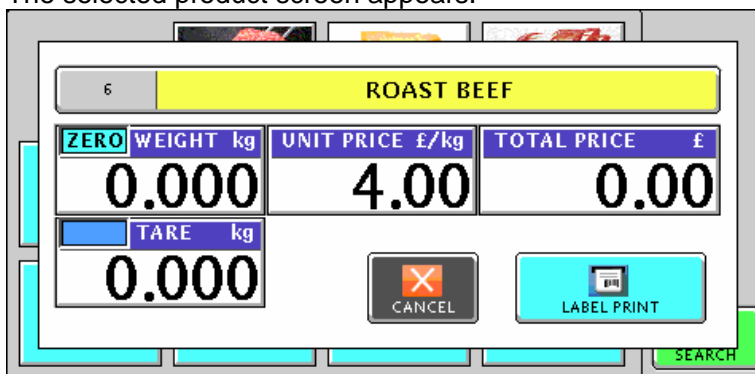 The selected product screen appears.
6 ROAST BEEF
ZERO WEIGHT kg UNIT PRICE £/kg TOTAL PRICE £
0.000 4.00 0.00
TARE kg
0.000
CANCEL LABEL PRINT
SEARCH